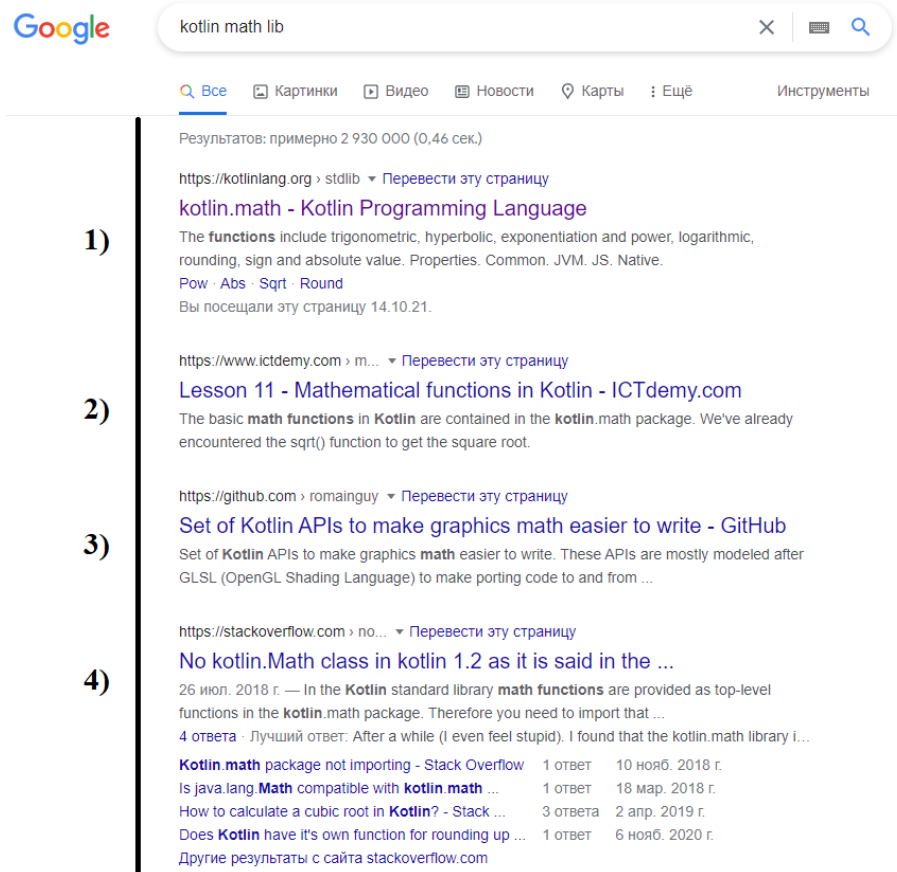 Google
kotlin math lib
Все Картинки Видео Новости Карты Ещё Инструменты
Результатов: примерно 2 930 000 (0,46 сек.)
https://kotlinlang.org › stdlib ▼ Перевести эту страницу
kotlin.math - Kotlin Programming Language
1)
The functions include trigonometric, hyperbolic, exponentiation and power, logarithmic,
rounding, sign and absolute value. Properties. Common. JVM. JS. Native.
Pow · Abs · Sqrt · Round
Вы посещали эту страницу 14.10.21.
https://www.ictdemy.com › m... ▼ Перевести эту страницу
Lesson 11 - Mathematical functions in Kotlin - ICTdemy.com
2)
The basic math functions in Kotlin are contained in the kotlin.math package. We've already
encountered the sqrt() function to get the square root.
https://github.com › romainguy ▼ Перевести эту страницу
Set of Kotlin APIs to make graphics math easier to write - GitHub
3)
Set of Kotlin APIs to make graphics math easier to write. These APIs are mostly modeled after
GLSL (OpenGL Shading Language) to make porting code to and from ...
https://stackoverflow.com › no... ▼ Перевести эту страницу
No kotlin.Math class in kotlin 1.2 as it is said in the ...
4)
26 июл. 2018 г. — In the Kotlin standard library math functions are provided as top-level
functions in the kotlin.math package. Therefore you need to import that ...
4 ответа · Лучший ответ: After a while (I even feel stupid). I found that the kotlin.math library i...
Kotlin.math package not importing - Stack Overflow 1 ответ 10 нояб. 2018 г.
Is java.lang.Math compatible with kotlin.math ... 1 ответ 18 мар. 2018 г.
How to calculate a cubic root in Kotlin? - Stack ... 3 ответа 2 апр. 2019 г.
Does Kotlin have it's own function for rounding up ... 1 ответ 6 нояб. 2020 г.
Другие результаты с сайта stackoverflow.com